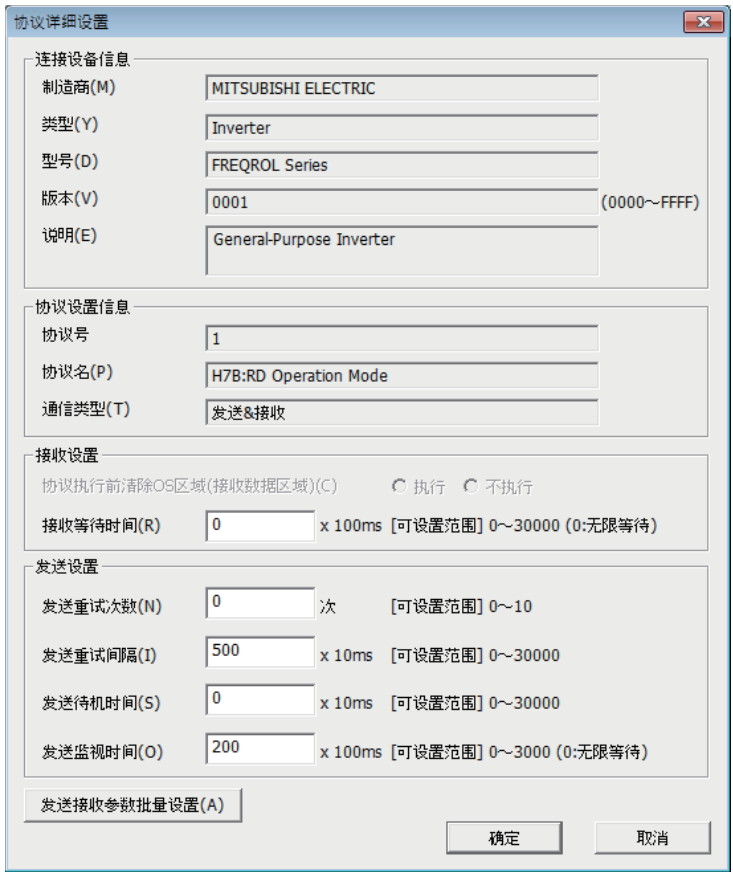 协议详细设置
连接设备信息
制造商(M) MITSUBISHI ELECTRIC
类型(Y) Inverter
型号(D) FREQROL Series
版本(V) 0001 (0000～FFFF)
说明(E) General-Purpose Inverter
协议设置信息
协议号 1
协议名(P) H7B:RD Operation Mode
通信类型(T) 发送&接收
接收设置
协议执行前清除OS区域(接收数据区域)(C) 执行 不执行
接收等待时间(R) 0 x 100ms [可设置范围] 0～30000 (0:无限等待)
发送设置
发送重试次数(N) 0 次 [可设置范围] 0～10
发送重试间隔(I) 500 x 10ms [可设置范围] 0～30000
发送待机时间(S) 0 x 10ms [可设置范围] 0～30000
发送监视时间(O) 200 x 100ms [可设置范围] 0～3000 (0:无限等待)
发送接收参数批量设置(A)
确定 取消